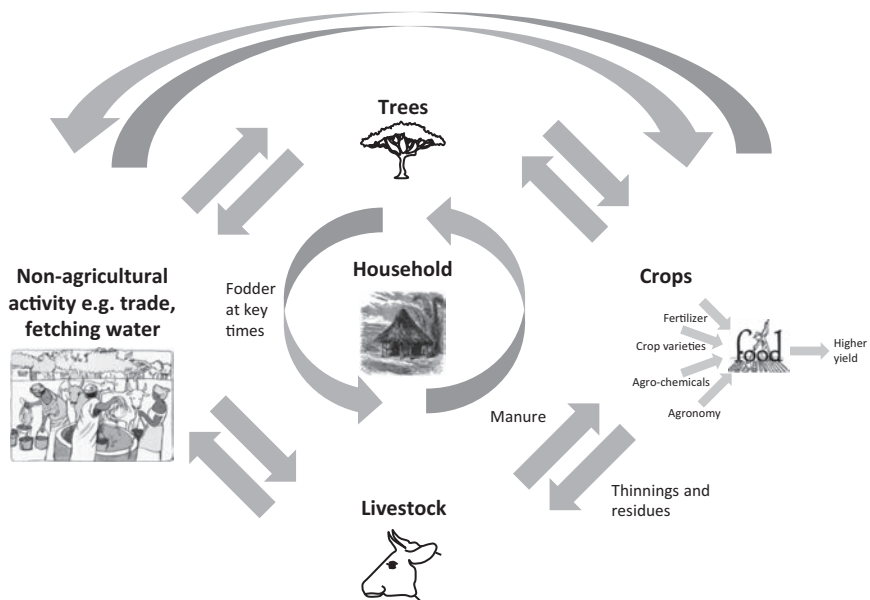 Trees
Non-agricultural
activity e.g. trade,
fetching water
Fodder
at key
times
Household
Crops
Fertilizer
Crop varieties
Agro-chemicals
Agronomy
food
Higher
yield
Manure
Thinnings and
residues
Livestock